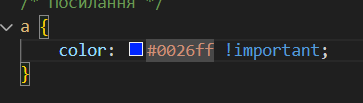 /* Посилання */
a {
color: #0026ff !important;
}